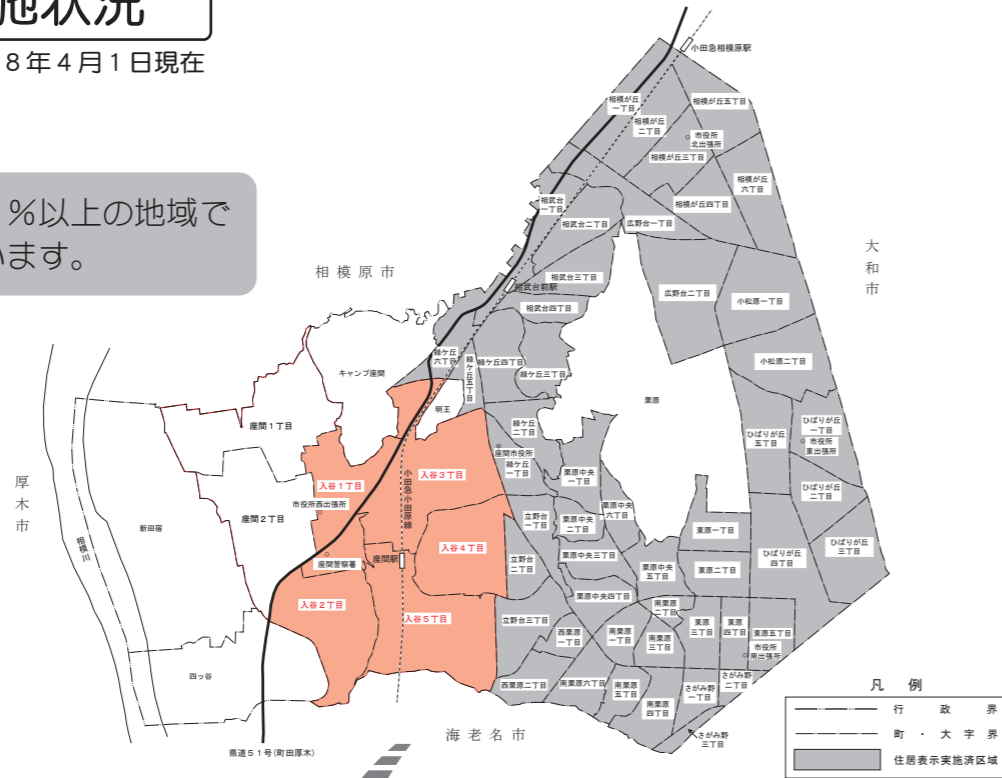 施状況
8年4月1日現在
%以上の地域で
います。
小田急相模原駅
相模が丘
一丁目
相模が丘
二丁目
相模が丘五丁目
市役所
北出張所
相模が丘三丁目
相模が丘
六丁目
相模が丘四丁目
相武台
一丁目
相武台二丁目
広野台一丁目
大和市
相模原市
相武台前駅
相武台三丁目
相武台四丁目
広野台二丁目
小松原一丁目
小松原二丁目
キャンプ座間
緑ケ丘
六丁目
緑ケ丘五丁目
緑ケ丘四丁目
緑ケ丘三丁目
明王
栗原
座間1丁目
緑ケ丘
二丁目
座間市役所
緑ケ丘
一丁目
ひばりが丘
五丁目
ひばりが丘
一丁目
市役所
東出張所
ひばりが丘
二丁目
ひばりが丘
三丁目
ひばりが丘
四丁目
厚木市
相模川
新田宿
座間2丁目
入谷1丁目
市役所西出張所
小田急小田原線
入谷3丁目
栗原中央
一丁目
栗原中央
二丁目
栗原中央
六丁目
立野台
一丁目
立野台
二丁目
栗原中央三丁目
栗原中央
五丁目
栗原中央四丁目
東原一丁目
東原二丁目
座間警察署
座間駅
入谷4丁目
入谷2丁目
入谷5丁目
立野台三丁目
西栗原
一丁目
西栗原二丁目
南栗原
一丁目
南栗原
二丁目
南栗原
三丁目
東原
三丁目
東原
四丁目
東原五丁目
市役所
南出張所
南栗原六丁目
南栗原
五丁目
南栗原
四丁目
さがみ野
一丁目
さがみ野
二丁目
さがみ野
三丁目
四ッ谷
県道51号(町田厚木)
海老名市
凡例
行政界
町・大字界
住居表示実施済区域